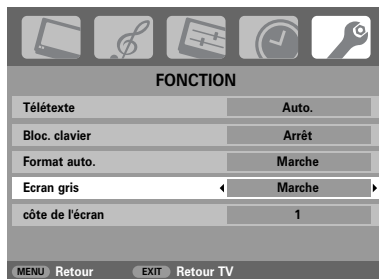 FONCTION
Télétexte Auto.
Bloc. clavier Arrêt
Format auto. Marche
Ecran gris Marche
côte de l'écran 1
MENU Retour EXIT Retour TV